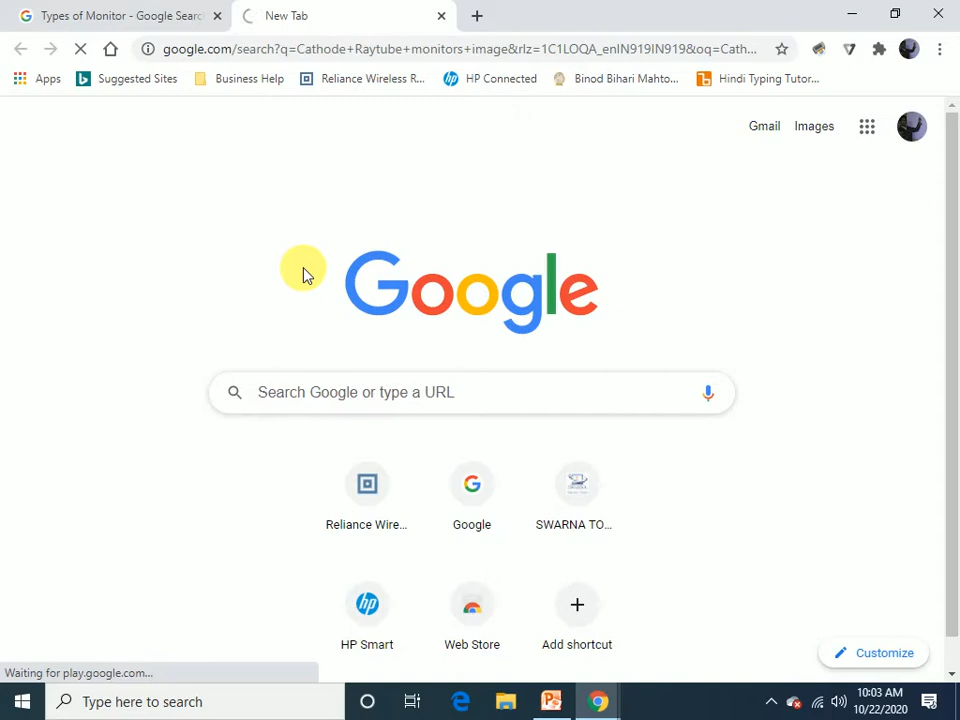 Types of Monitor - Google Searc
New Tab
google.com/search?q=Cathode+Raytube+monitors+image&rlz=1C1LOQA_enIN919IN919&oq=Cath...
Apps
Suggested Sites
Business Help
Reliance Wireless R...
HP Connected
Binod Bihari Mahto...
Hindi Typing Tutor...
Gmail Images
Google
Search Google or type a URL
Reliance Wire...
Google
SWARNA TO...
HP Smart
Web Store
Add shortcut
Customize
Waiting for play.google.com...
Type here to search
10:03 AM
10/22/2020